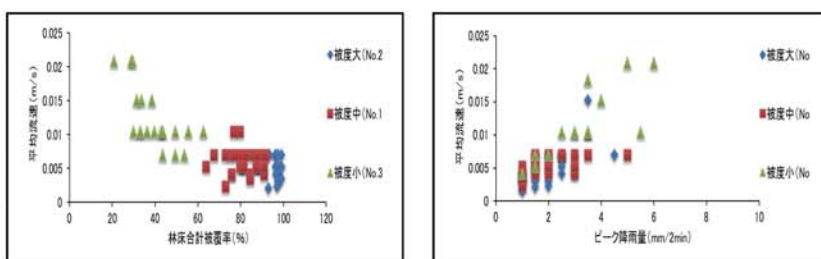 0.025
0.02
0.015
0.01
0.005
0
平均流速(m/s)
0 20 40 60 80 100 120
林床合計被覆率(%)
被度大(No.2
被度中(No.1
被度小(No.3
0.025
0.02
0.015
0.01
0.005
0
平均流速(m/s)
0 2 4 6 8 10
ピーク降雨量(mm/2min)
被度大(No
被度中(No
被度小(No